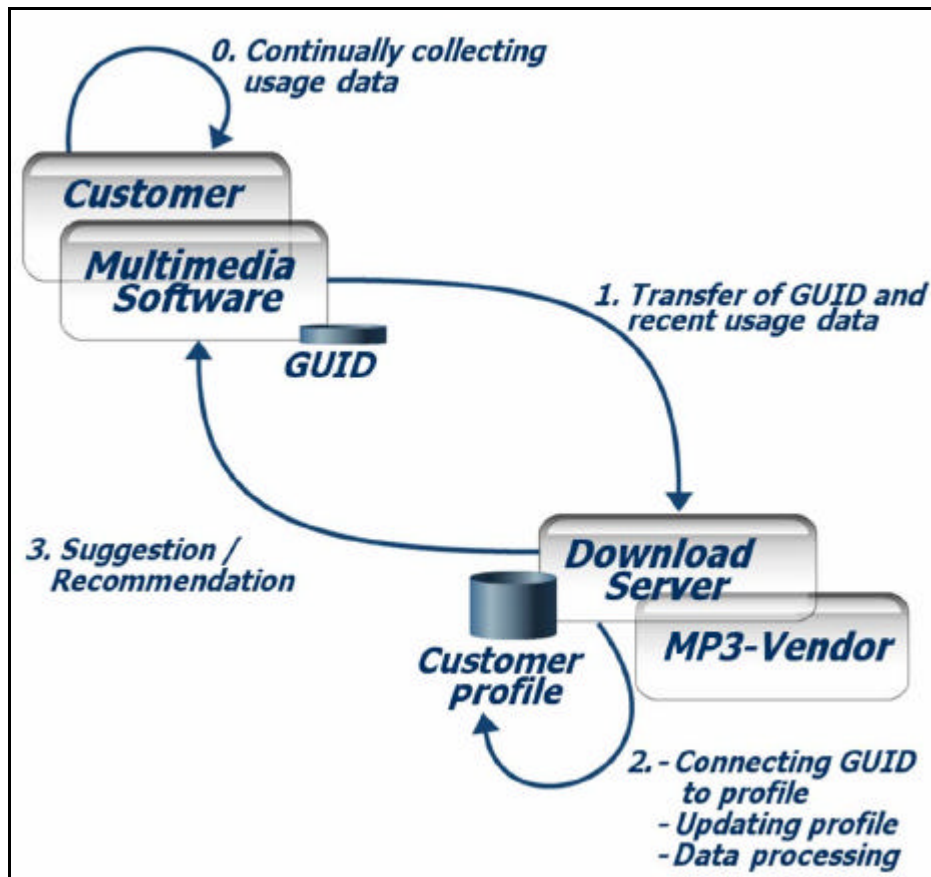 0. Continually collecting
usage data
Customer
Multimedia
Software
GUID
1. Transfer of GUID and
recent usage data
3. Suggestion /
Recommendation
Download
Server
MP3-Vendor
Customer
profile
2. - Connecting GUID
to profile
- Updating profile
- Data processing